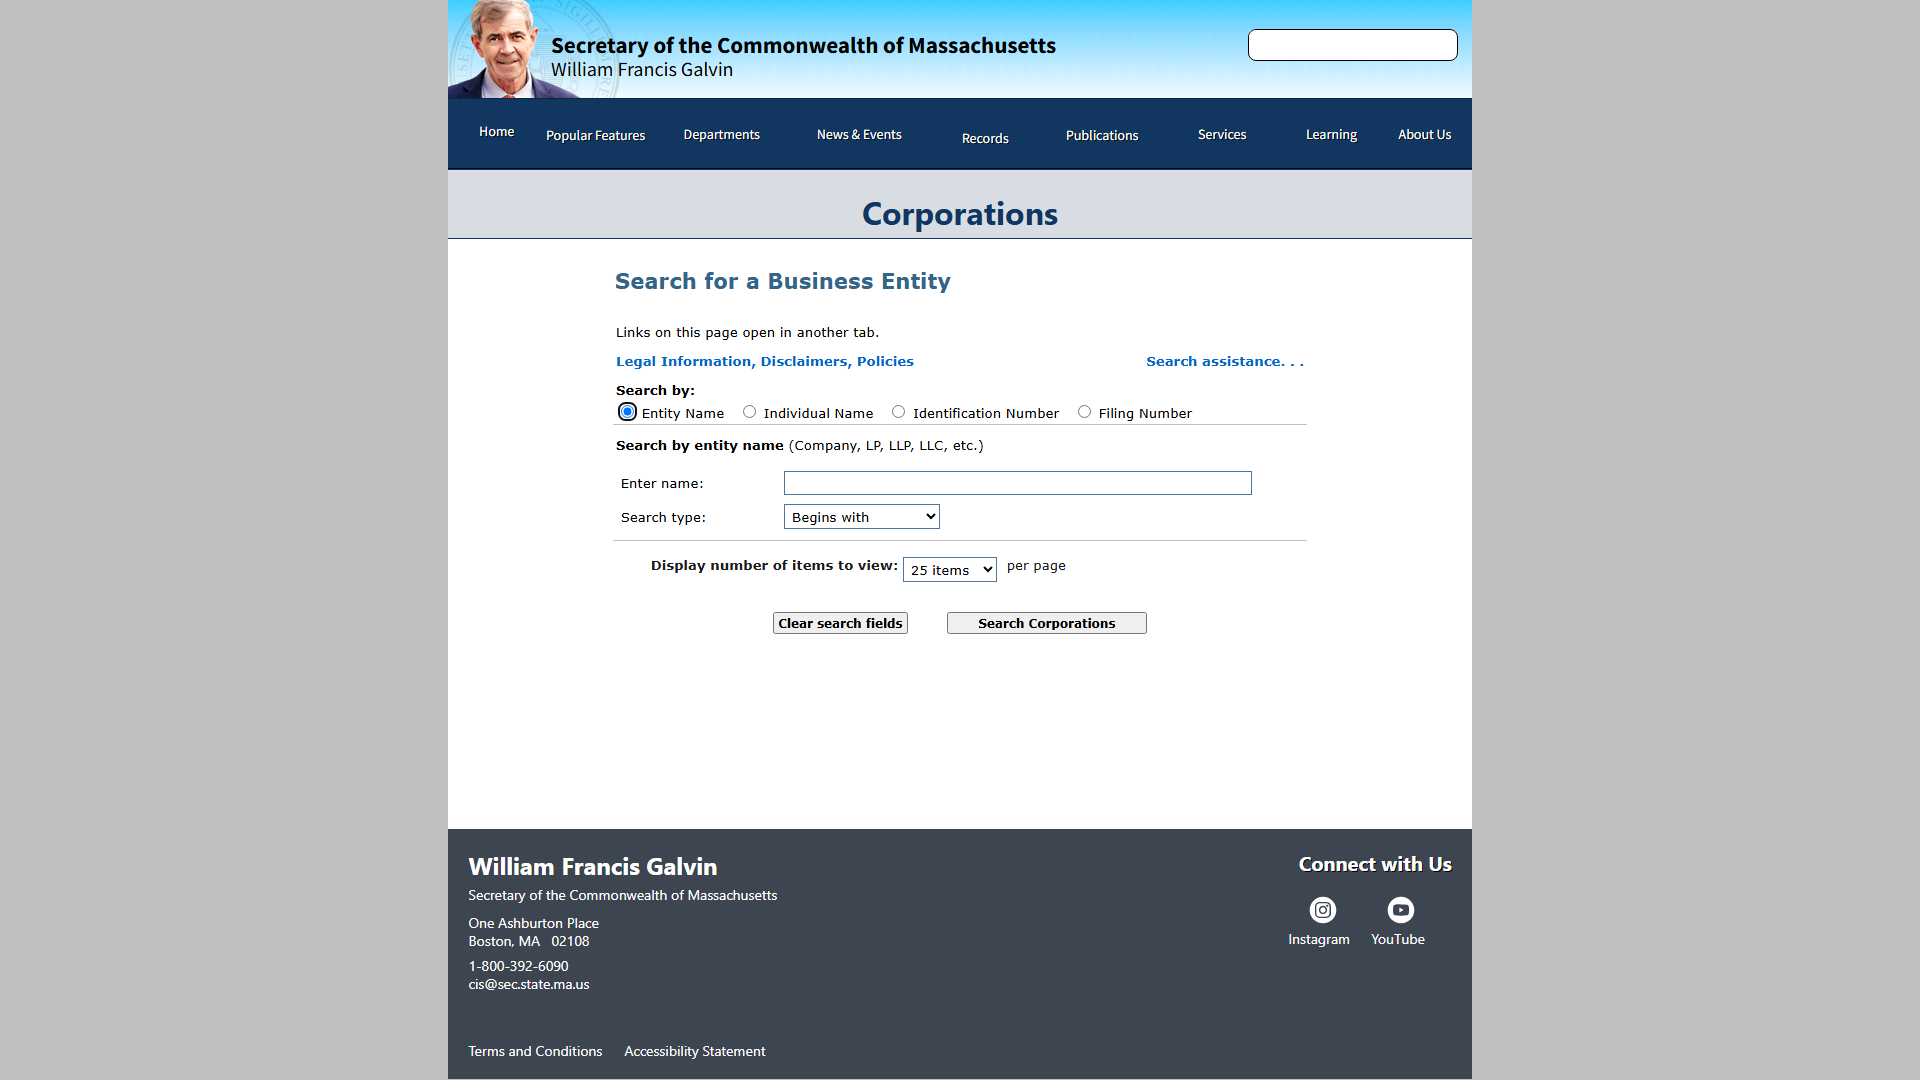 Secretary of the Commonwealth of Massachusetts
William Francis Galvin
Home Popular Features Departments News & Events Records Publications Services Learning About Us
Corporations
Search for a Business Entity
Links on this page open in another tab.
Legal Information, Disclaimers, Policies Search assistance. . .
Search by:
Entity Name Individual Name Identification Number Filing Number
Search by entity name (Company, LP, LLP, LLC, etc.)
Enter name:
Search type: Begins with
Display number of items to view: 25 items per page
Clear search fields Search Corporations
William Francis Galvin
Secretary of the Commonwealth of Massachusetts
One Ashburton Place
Boston, MA 02108
1-800-392-6090
cis@sec.state.ma.us
Connect with Us
Instagram YouTube
Terms and Conditions Accessibility Statement